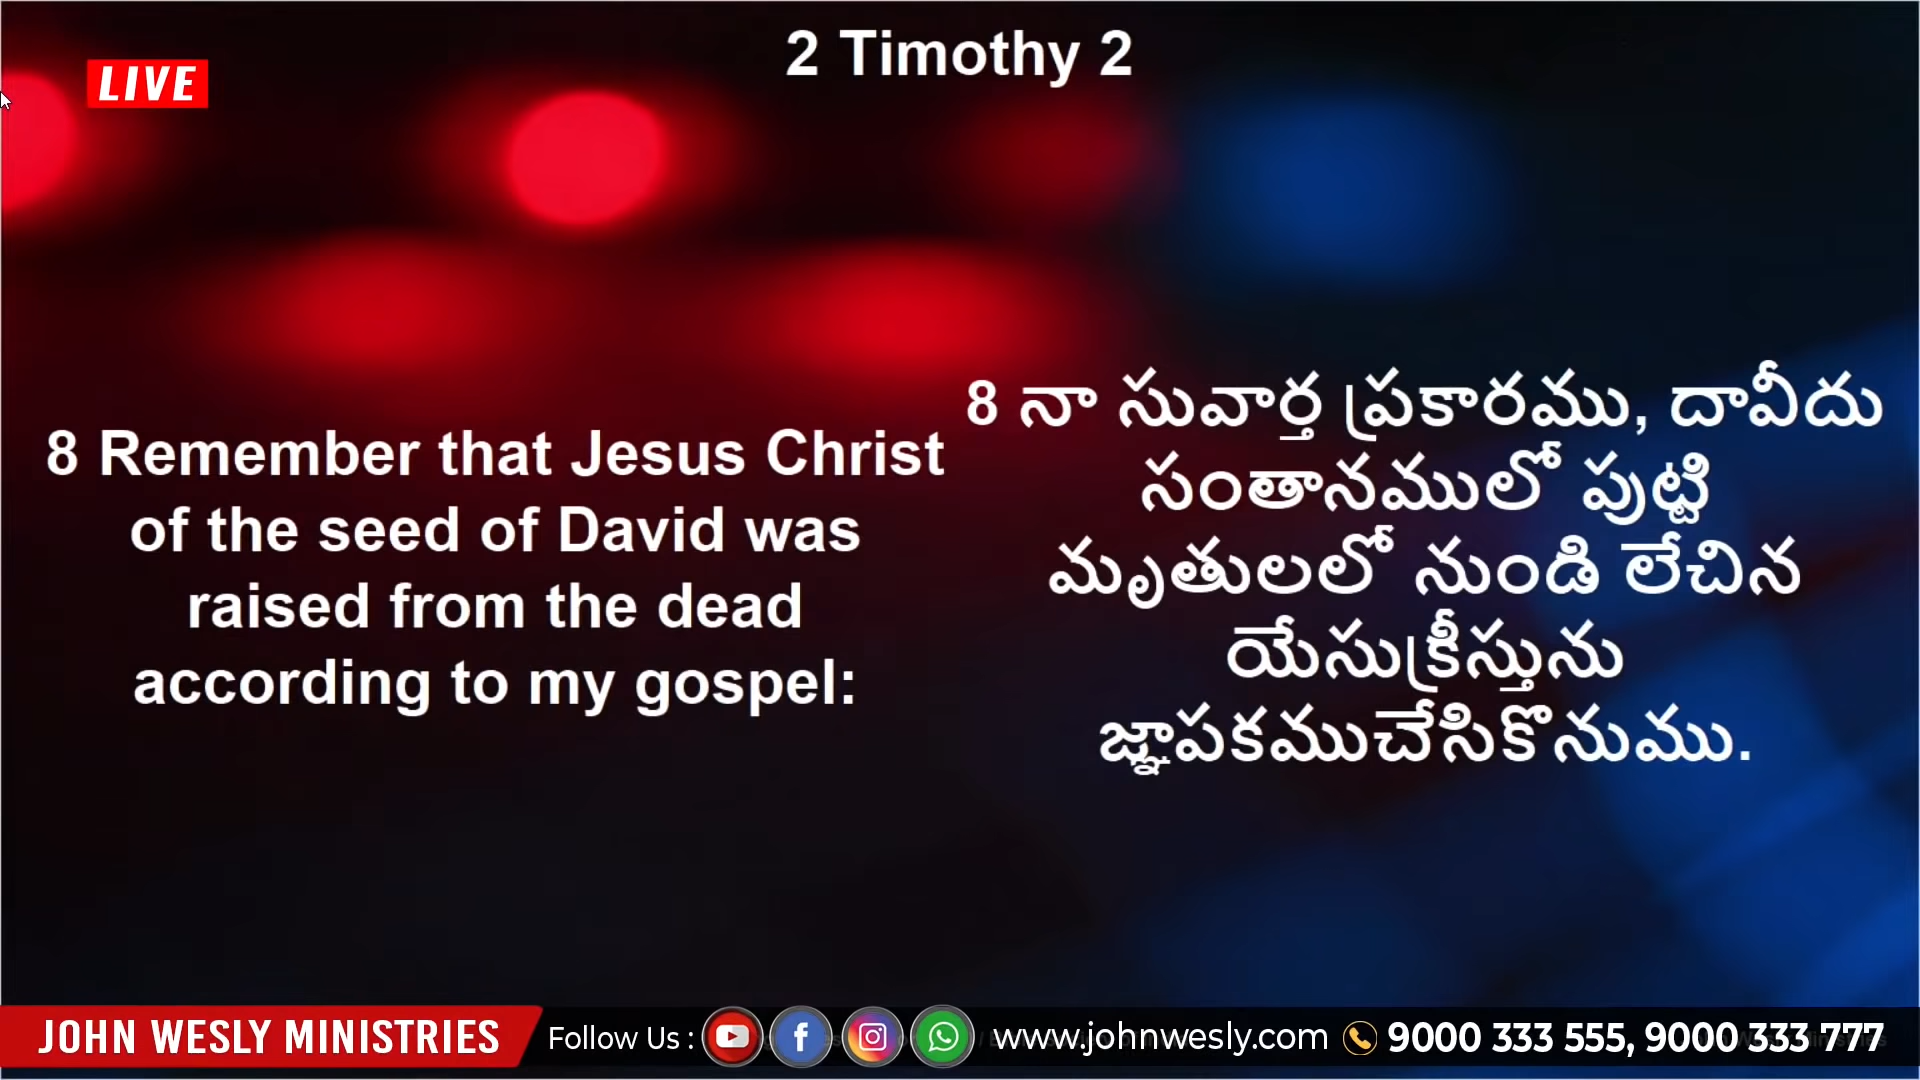 2 Timothy 2
LIVE
8 Remember that Jesus Christ
of the seed of David was
raised from the dead
according to my gospel:
8 నా సువార్త ప్రకారము, దావీదు
సంతానములో పుట్టి
మృతులలో నుండి లేచిన
యేసుక్రీస్తును
జ్ఞాపకముచేసికొనుము.
JOHN WESLY MINISTRIES
Follow Us :
www.johnwesly.com
9000 333 555, 9000 333 777